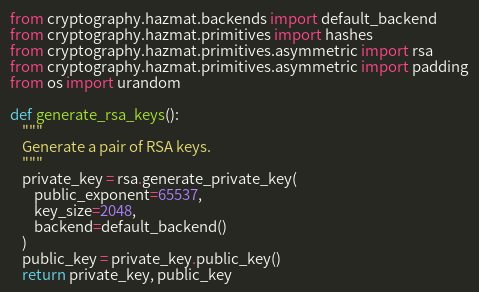 from cryptography.hazmat.backends import default_backend
from cryptography.hazmat.primitives import hashes
from cryptography.hazmat.primitives.asymmetric import rsa
from cryptography.hazmat.primitives.asymmetric import padding
from os import urandom

def generate_rsa_keys():
    """
    Generate a pair of RSA keys.
    """
    private_key = rsa.generate_private_key(
        public_exponent=65537,
        key_size=2048,
        backend=default_backend()
    )
    public_key = private_key.public_key()
    return private_key, public_key